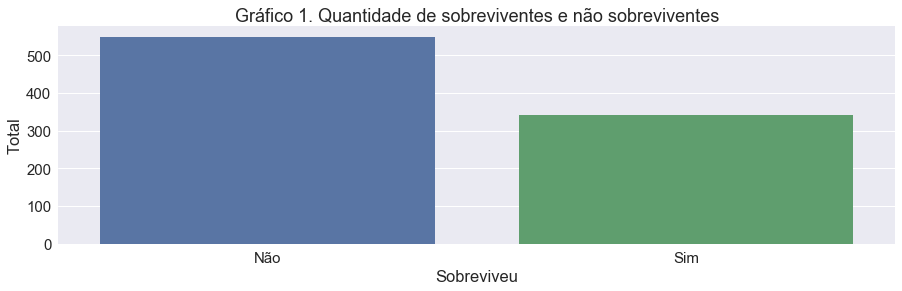 Gráfico 1. Quantidade de sobreviventes e não sobreviventes
500
400
300
200
100
0
Total
Não
Sim
Sobreviveu